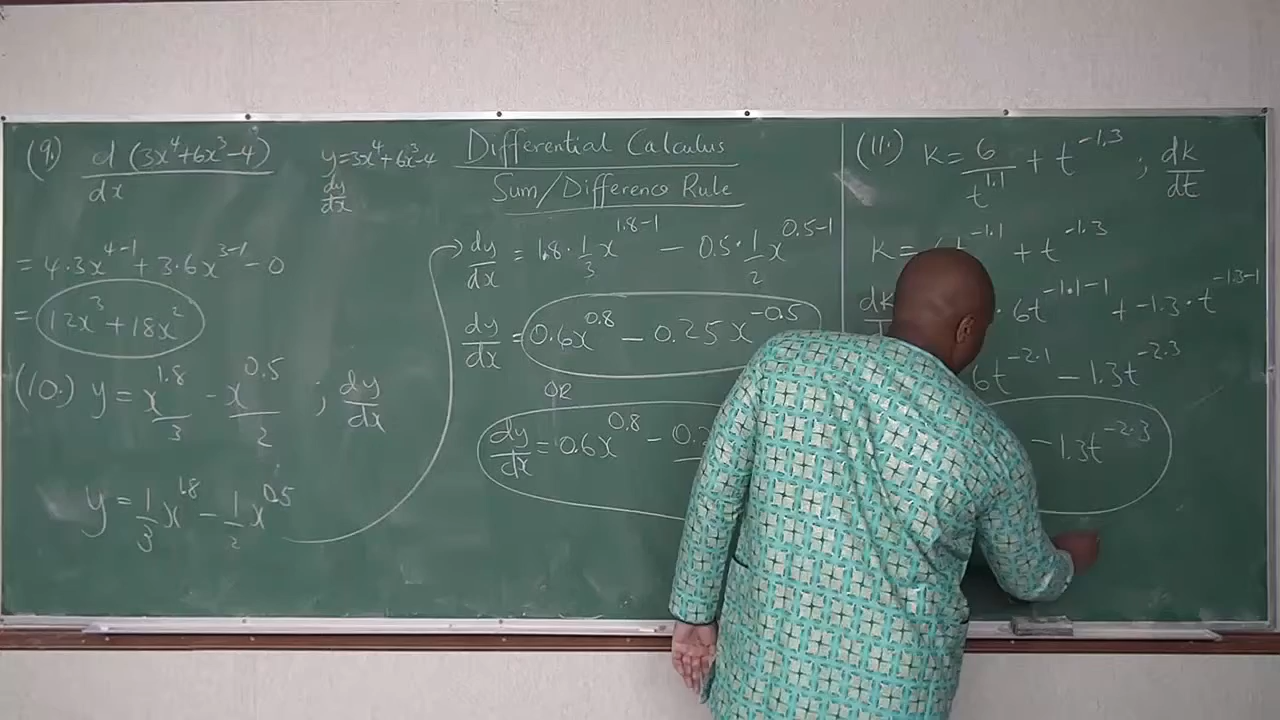 (9.) d(3x⁴+6x³-4)/dx
y=3x⁴+6x³-4
dy/dx
= 4·3x⁴⁻¹ + 3·6x³⁻¹ - 0
= 12x³ + 18x²
(10.) y = x^1.8/3 - x^0.5/2 ; dy/dx
y = 1/3 x^1.8 - 1/2 x^0.5
Differential Calculus
Sum/Difference Rule
dy/dx = 1.8·1/3 x^1.8-1 - 0.5·1/2 x^0.5-1
dy/dx = 0.6x^0.8 - 0.25x^-0.5
OR
dy/dx = 0.6x^0.8 -
(11.) K = 6/t^1.1 + t^-1.3 ; dk/dt
K = t^-1.1 + t^-1.3
dk · 6t^-1.1-1 + -1.3·t^-1.3-1
6t^-2.1 - 1.3t^-2.3
- 1.3t^-2.3